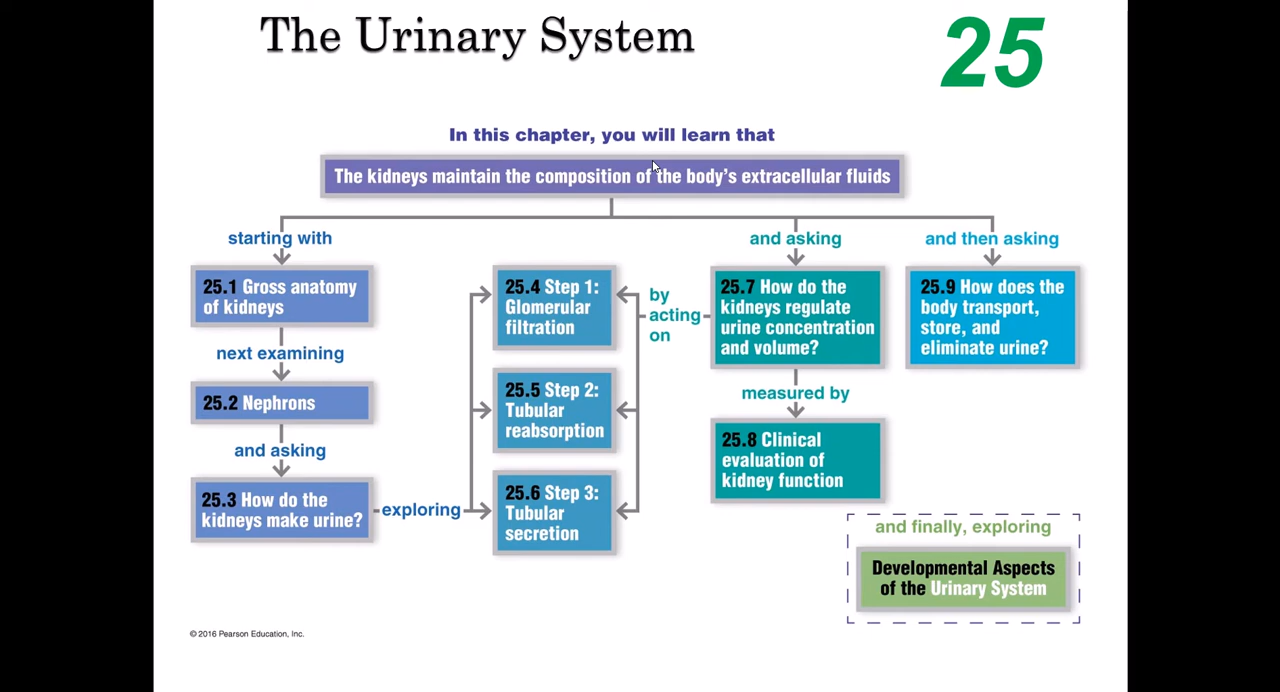 The Urinary System
25
In this chapter, you will learn that
The kidneys maintain the composition of the body's extracellular fluids
starting with
25.1 Gross anatomy
of kidneys
next examining
25.2 Nephrons
and asking
25.3 How do the
kidneys make urine?
exploring
25.4 Step 1:
Glomerular
filtration
25.5 Step 2:
Tubular
reabsorption
25.6 Step 3:
Tubular
secretion
by
acting
on
and asking
25.7 How do the
kidneys regulate
urine concentration
and volume?
measured by
25.8 Clinical
evaluation of
kidney function
and then asking
25.9 How does the
body transport,
store, and
eliminate urine?
and finally, exploring
Developmental Aspects
of the Urinary System
© 2016 Pearson Education, Inc.